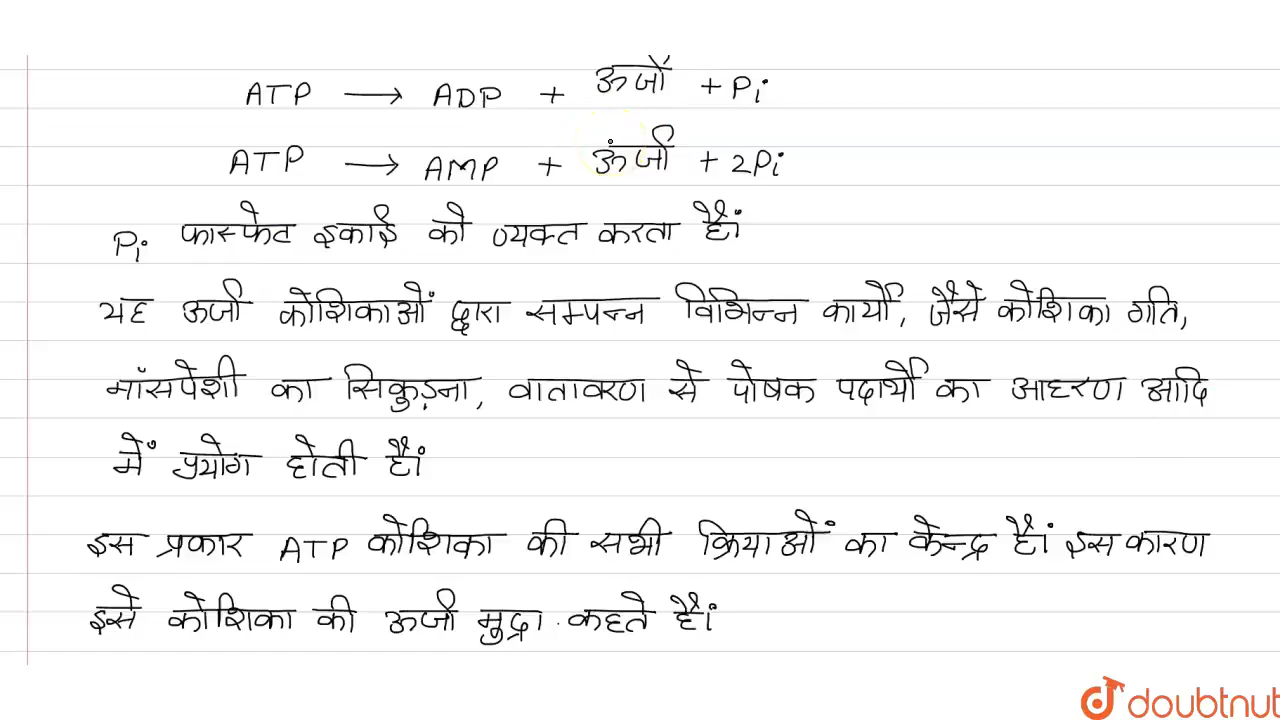 ATP → ADP + ऊर्जा + Pi
ATP → AMP + ऊंर्जा + 2Pi
Pi फास्फेट इकाई को व्यक्त करता है।
यह ऊर्जा कोशिकाओं द्वारा सम्पन्न विभिन्न कार्यों, जैसे कोशिका गति,
मांसपेशी का सिकुड़ना, वातावरण से पोषक पदार्थों का आहरण आदि
में प्रयोग होती है।
इस प्रकार ATP कोशिका की सभी क्रियाओं का केन्द्र है। इस कारण
इसे कोशिका की ऊर्जा मुद्रा कहते हैं।
doubtnut